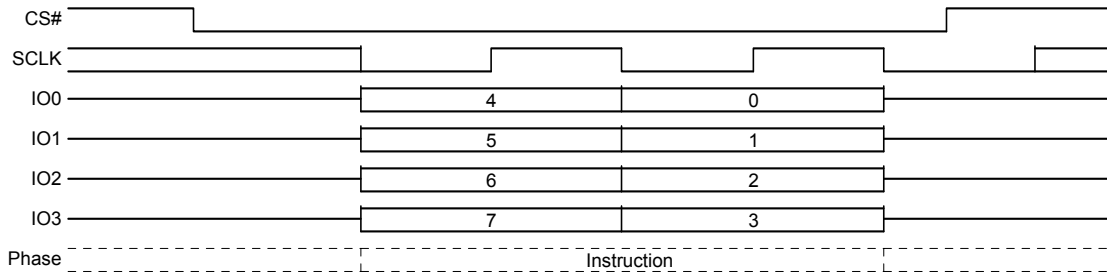 CS#
SCLK
IO0 4 0
IO1 5 1
IO2 6 2
IO3 7 3
Phase Instruction